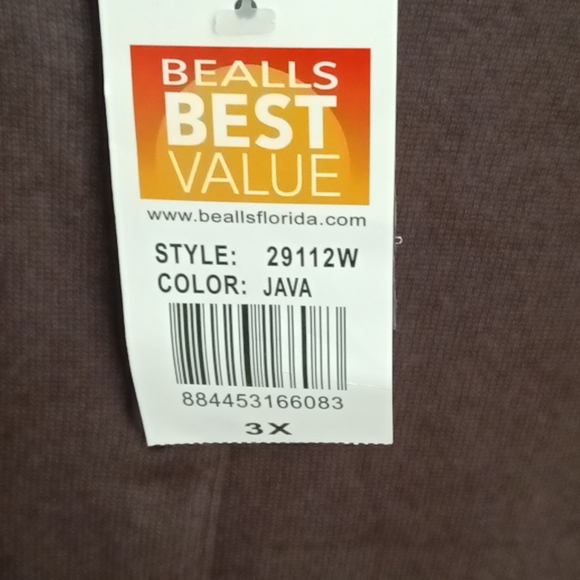 BEALLS
BEST
VALUE
www.beallsflorida.com
STYLE: 29112W
COLOR: JAVA
884453166083
3X